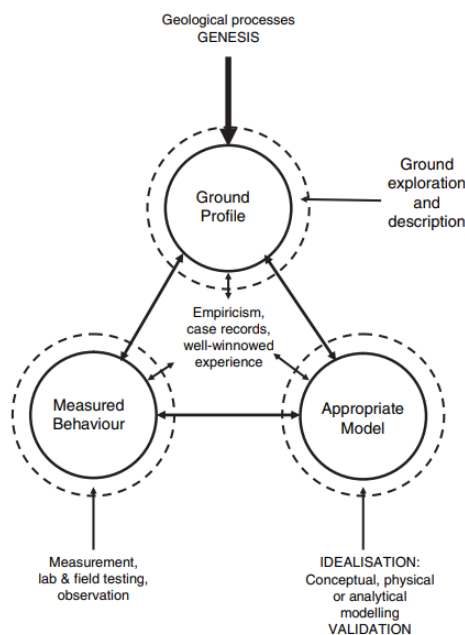 Geological processes
GENESIS
Ground
Profile
Ground
exploration
and
description
Empiricism,
case records,
well-winnowed
experience
Measured
Behaviour
Appropriate
Model
Measurement,
lab & field testing,
observation
IDEALISATION:
Conceptual, physical
or analytical
modelling
VALIDATION